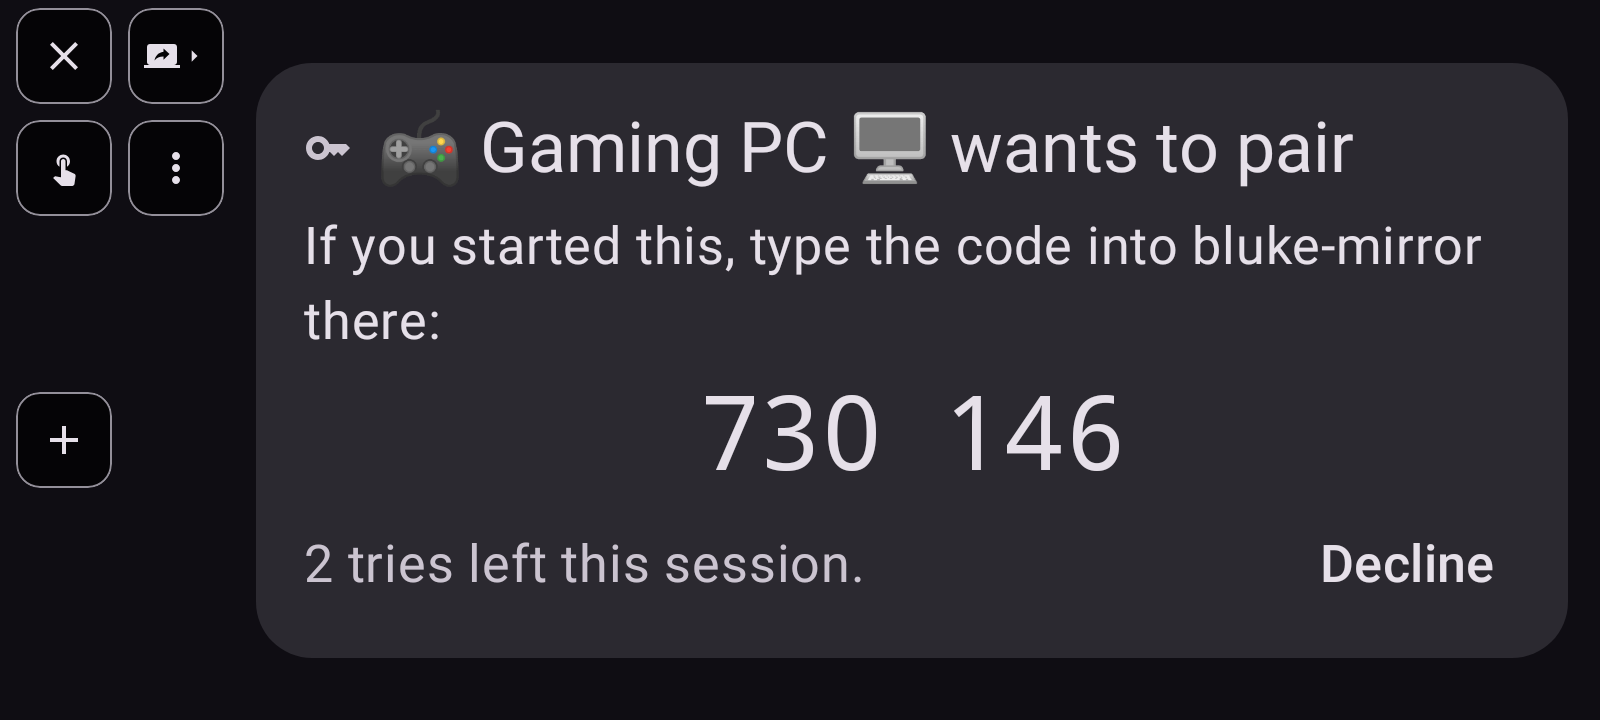 🎮 Gaming PC 🖥️ wants to pair
If you started this, type the code into bluke-mirror
there:
730 146
2 tries left this session.
Decline